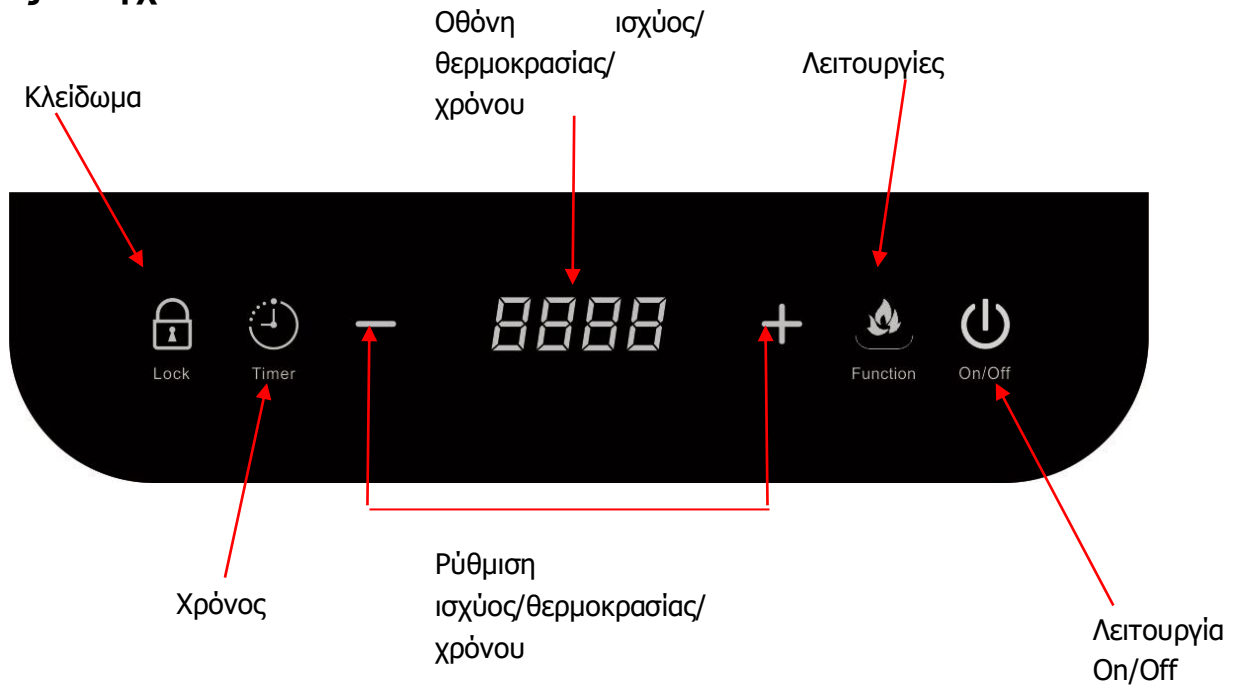 Οθόνη ισχύος/
θερμοκρασίας/
χρόνου
Λειτουργίες
Κλείδωμα
8888
Lock
Timer
Function
On/Off
Χρόνος
Ρύθμιση
ισχύος/θερμοκρασίας/
χρόνου
Λειτουργία
On/Off